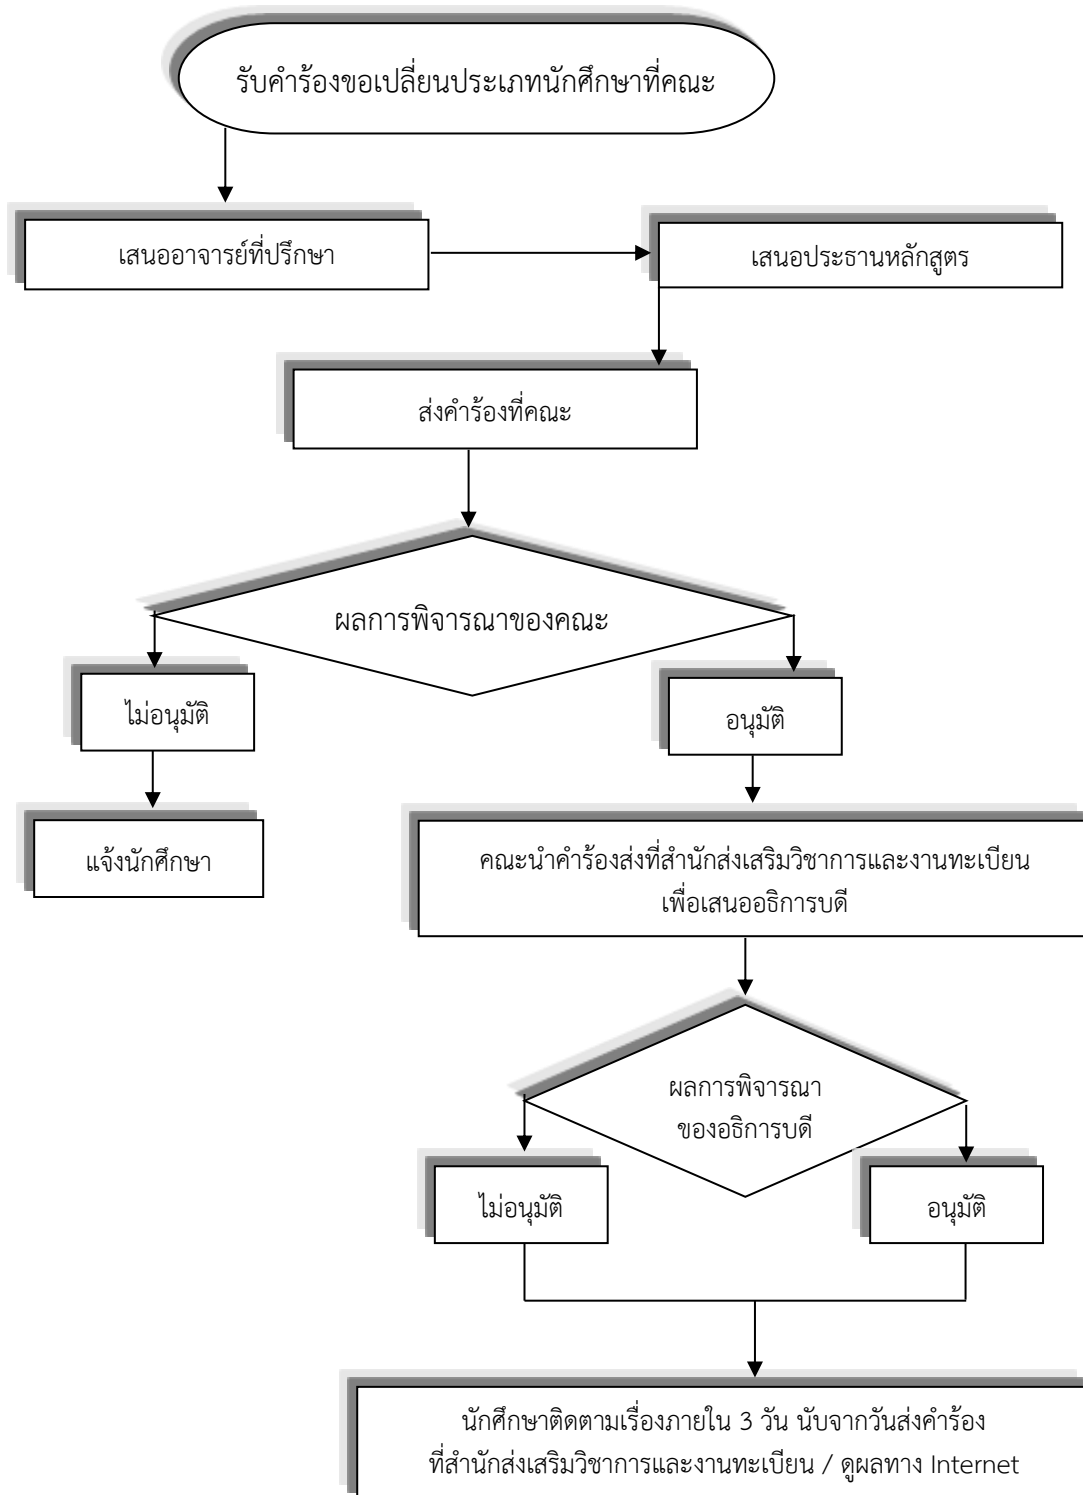 รับคำร้องขอเปลี่ยนประเภทนักศึกษาที่คณะ
เสนออาจารย์ที่ปรึกษา
เสนอประธานหลักสูตร
ส่งคำร้องที่คณะ
ผลการพิจารณาของคณะ
ไม่อนุมัติ
อนุมัติ
แจ้งนักศึกษา
คณะนำคำร้องส่งที่สำนักส่งเสริมวิชาการและงานทะเบียน
เพื่อเสนออธิการบดี
ผลการพิจารณา
ของอธิการบดี
ไม่อนุมัติ
อนุมัติ
นักศึกษาติดตามเรื่องภายใน 3 วัน นับจากวันส่งคำร้อง
ที่สำนักส่งเสริมวิชาการและงานทะเบียน / ดูผลทาง Internet